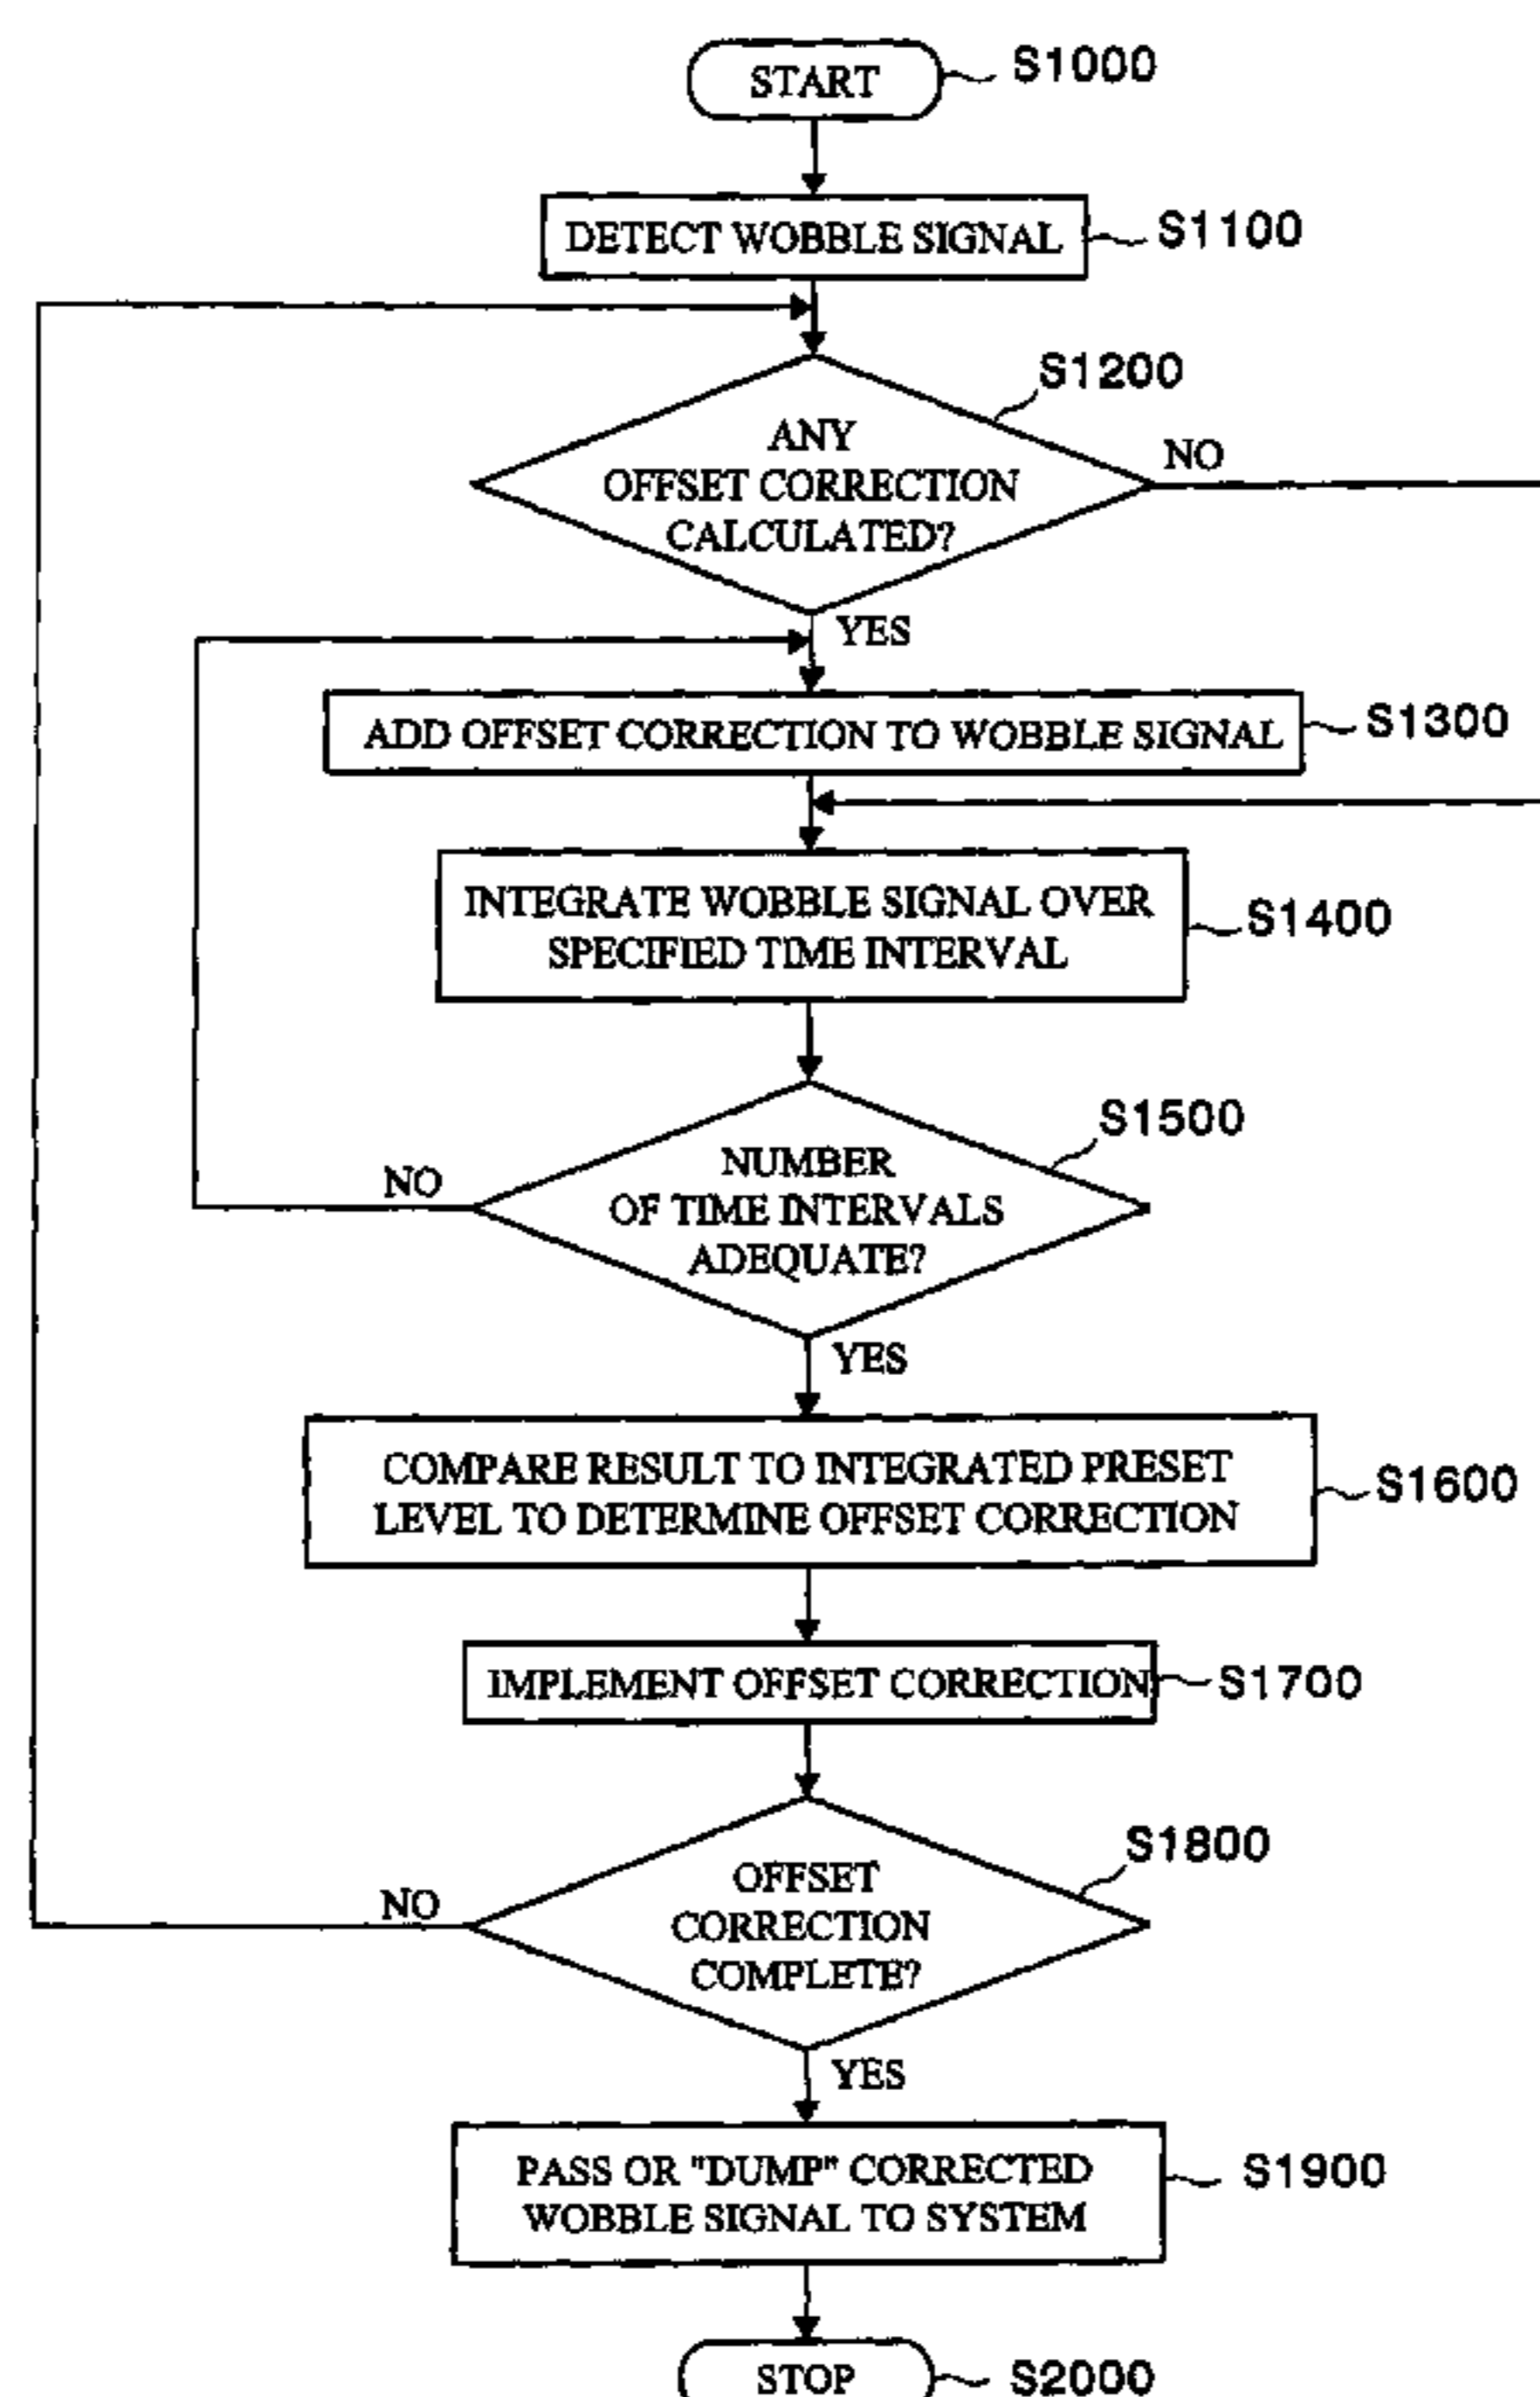 START
S1000
DETECT WOBBLE SIGNAL
S1100
S1200
ANY
OFFSET CORRECTION
CALCULATED?
NO
YES
ADD OFFSET CORRECTION TO WOBBLE SIGNAL
S1300
INTEGRATE WOBBLE SIGNAL OVER
SPECIFIED TIME INTERVAL
S1400
S1500
NUMBER
OF TIME INTERVALS
ADEQUATE?
NO
YES
COMPARE RESULT TO INTEGRATED PRESET
LEVEL TO DETERMINE OFFSET CORRECTION
S1600
IMPLEMENT OFFSET CORRECTION
S1700
S1800
OFFSET
CORRECTION
COMPLETE?
NO
YES
PASS OR "DUMP" CORRECTED
WOBBLE SIGNAL TO SYSTEM
S1900
STOP
S2000